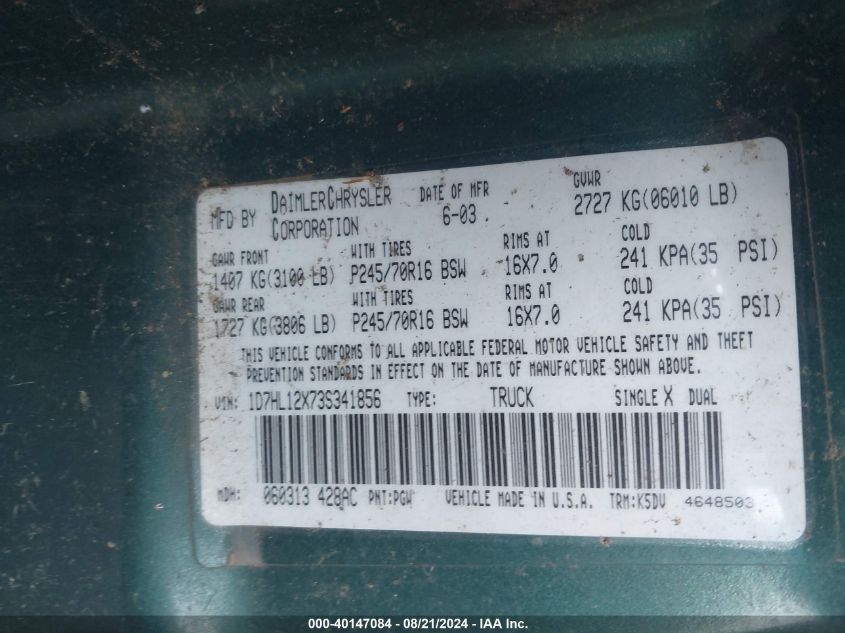 MFD BY DAIMLERCHRYSLER CORPORATION DATE OF MFR 6-03 GVWR 2727 KG(06010 LB)
GAWR FRONT WITH TIRES RIMS AT COLD
1407 KG(3100 LB) P245/70R16 BSW 16X7.0 241 KPA(35 PSI)
GAWR REAR WITH TIRES RIMS AT COLD
1727 KG(3806 LB) P245/70R16 BSW 16X7.0 241 KPA(35 PSI)
THIS VEHICLE CONFORMS TO ALL APPLICABLE FEDERAL MOTOR VEHICLE SAFETY AND THEFT
PREVENTION STANDARDS IN EFFECT ON THE DATE OF MANUFACTURE SHOWN ABOVE.
VIN: 1D7HL12X73S341856 TYPE: TRUCK SINGLE X DUAL
MDH: 060313 428AC PNT:PGW VEHICLE MADE IN U.S.A. TRM:K5DV 4648503
000-40147084 - 08/21/2024 - IAA Inc.